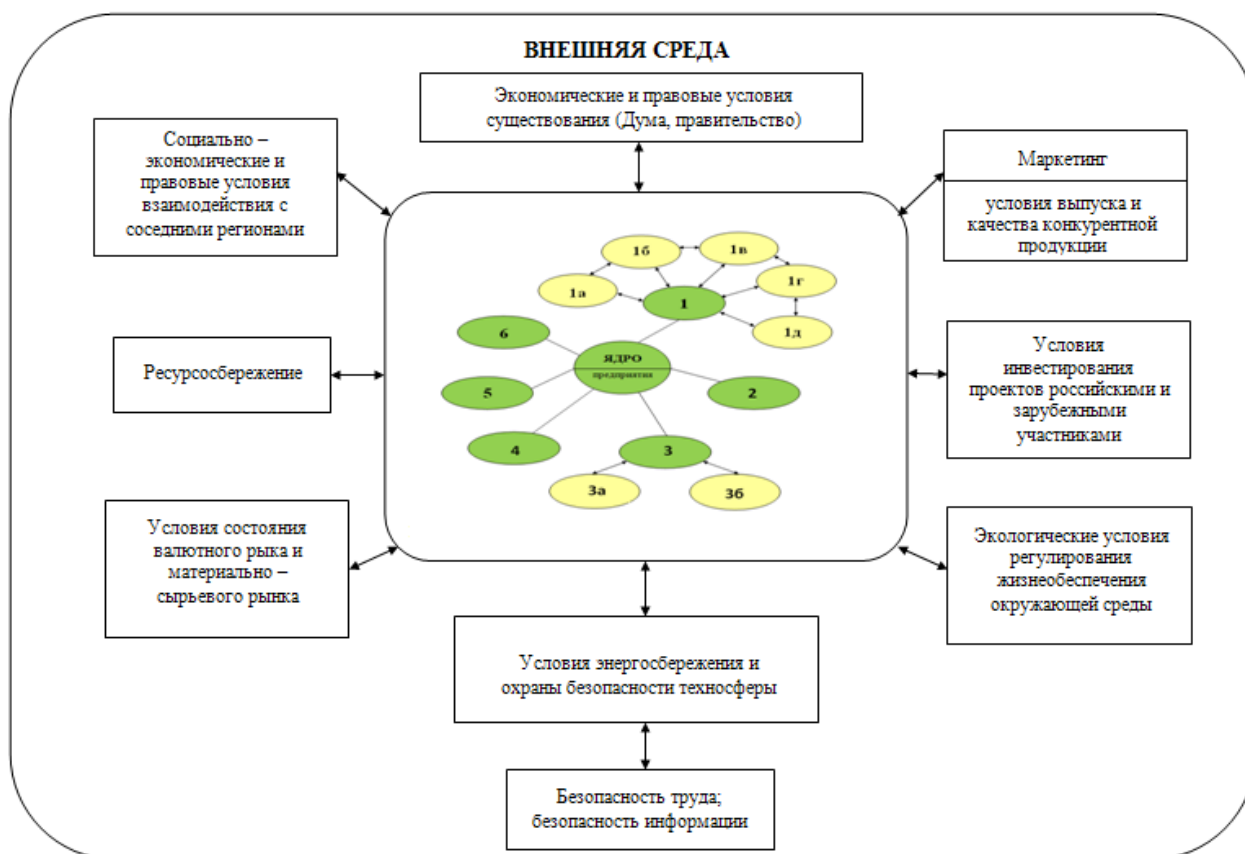 ВНЕШНЯЯ СРЕДА
Экономические и правовые условия
существования (Дума, правительство)
Социально –
экономические и
правовые условия
взаимодействия с
соседними регионами
Маркетинг
условия выпуска и
качества конкурентной
продукции
1б
1в
1а
1г
1
1д
6
ЯДРО
предприятия
5
2
4
3
3а
3б
Ресурсосбережение
Условия
инвестирования
проектов российскими и
зарубежными
участниками
Условия состояния
валютного рыка и
материально –
сырьевого рынка
Экологические условия
регулирования
жизнеобеспечения
окружающей среды
Условия энергосбережения и
охраны безопасности техносферы
Безопасность труда;
безопасность информации